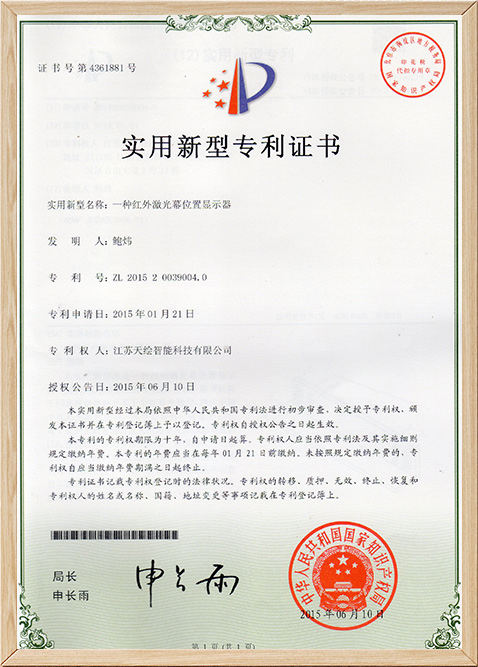 证书号第4361881号
印花税
代扣专用章
国家知识产权局
实用新型专利证书
实用新型名称：一种红外激光幕位置显示器
发 明 人：鲍炜
专 利 号：ZL 2015 2 0039004.0
专利申请日：2015年01月21日
专 利 权 人：江苏天绘智能科技有限公司
授权公告日：2015年06月10日
本实用新型经过本局依照中华人民共和国专利法进行初步审查，决定授予专利权，颁
发本证书并在专利登记簿上予以登记。专利权自授权公告之日起生效。
本专利的专利权期限为十年，自申请日起算。专利权人应当依照专利法及其实施细则
规定缴纳年费。本专利的年费应当在每年01月21日前缴纳。未按照规定缴纳年费的，专
利权自应当缴纳年费期满之日起终止。
专利证书记载专利权登记时的法律状况。专利权的转移、质押、无效、终止、恢复和
专利权人的姓名或名称、国籍、地址变更等事项记载在专利登记簿上。
局长
申长雨
申长雨
中华人民共和国国家知识产权局
2015年06月10日
第1页(共1页)